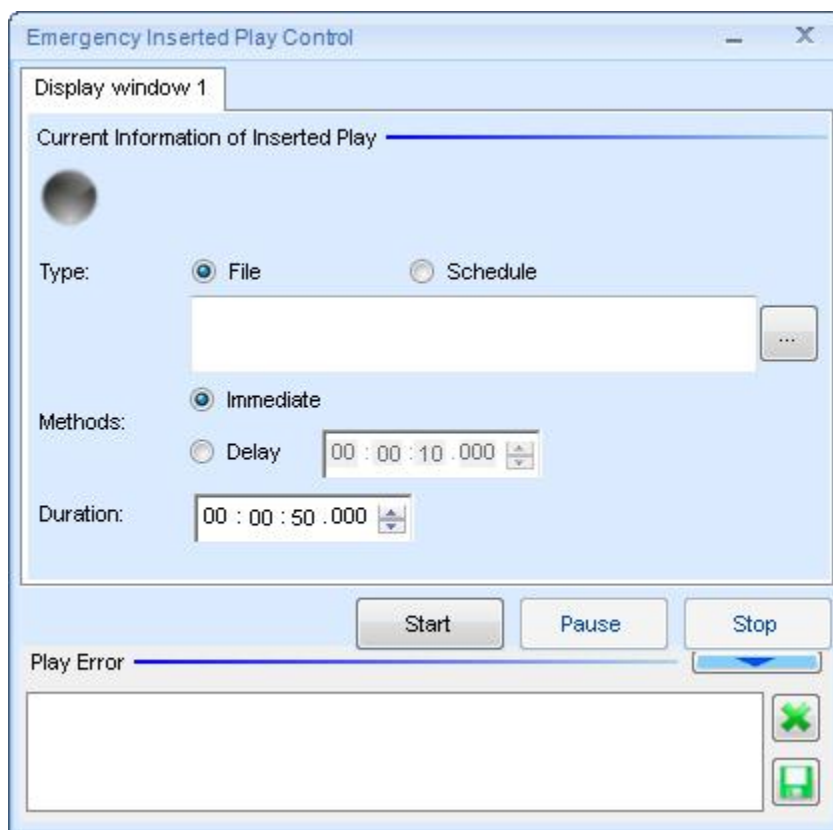 Emergency Inserted Play Control
Display window 1
Current Information of Inserted Play
Type: File Schedule
...
Methods:
Immediate
Delay 00 : 00 : 10 .000
Duration: 00 : 00 : 50 .000
Start Pause Stop
Play Error